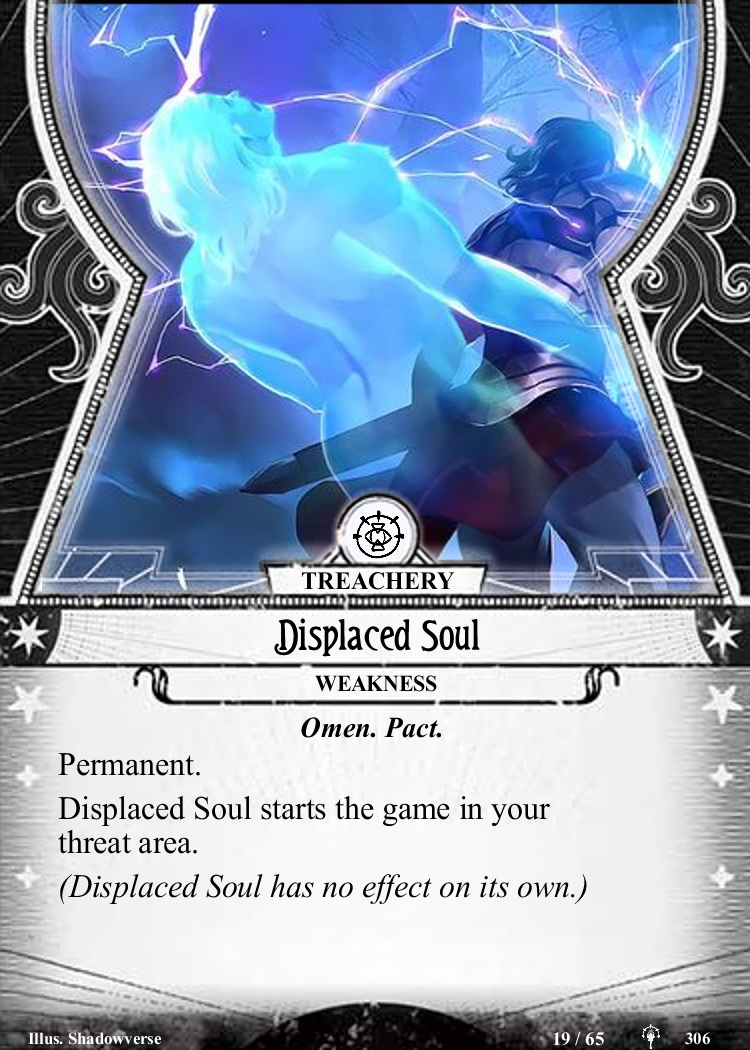 TREACHERY
Displaced Soul
WEAKNESS
Omen. Pact.
Permanent.
Displaced Soul starts the game in your
threat area.
(Displaced Soul has no effect on its own.)
Illus. Shadowverse 19 / 65 306